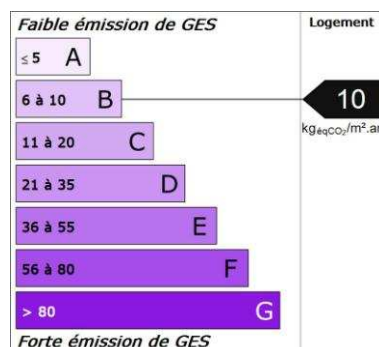 Faible émission de GES
Logement
≤ 5 A
6 à 10 B
10
kgéqCO₂/m².an
11 à 20 C
21 à 35 D
36 à 55 E
56 à 80 F
> 80 G
Forte émission de GES